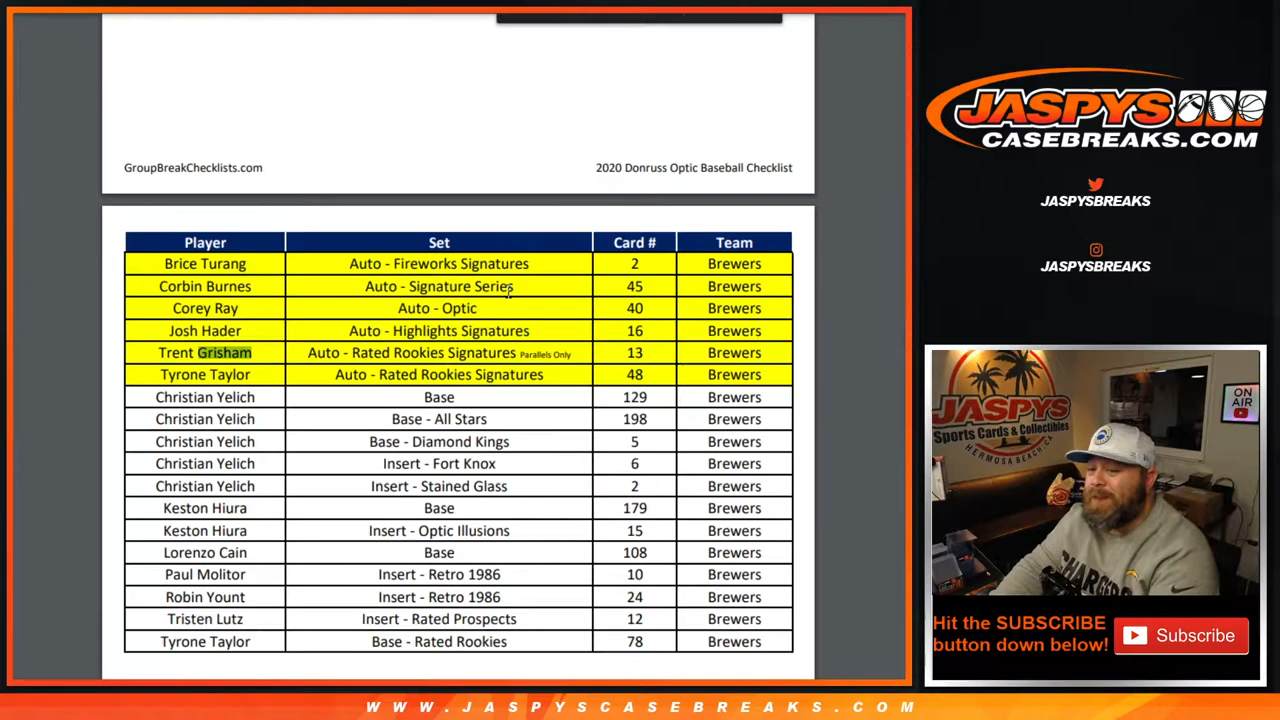 GroupBreakChecklists.com 2020 Donruss Optic Baseball Checklist
Player Set Card # Team
Brice Turang Auto - Fireworks Signatures 2 Brewers
Corbin Burnes Auto - Signature Series 45 Brewers
Corey Ray Auto - Optic 40 Brewers
Josh Hader Auto - Highlights Signatures 16 Brewers
Trent Grisham Auto - Rated Rookies Signatures Parallels Only 13 Brewers
Tyrone Taylor Auto - Rated Rookies Signatures 48 Brewers
Christian Yelich Base 129 Brewers
Christian Yelich Base - All Stars 198 Brewers
Christian Yelich Base - Diamond Kings 5 Brewers
Christian Yelich Insert - Fort Knox 6 Brewers
Christian Yelich Insert - Stained Glass 2 Brewers
Keston Hiura Base 179 Brewers
Keston Hiura Insert - Optic Illusions 15 Brewers
Lorenzo Cain Base 108 Brewers
Paul Molitor Insert - Retro 1986 10 Brewers
Robin Yount Insert - Retro 1986 24 Brewers
Tristen Lutz Insert - Rated Prospects 12 Brewers
Tyrone Taylor Base - Rated Rookies 78 Brewers
JASPYS
CASEBREAKS.COM
JASPYSBREAKS
JASPYSBREAKS
JASPYS
Sports Cards & Collectibles
HERMOSA BEACH, CA
ON
AIR
CHARGERS
Hit the SUBSCRIBE
button down below!
Subscribe
WWW.JASPYSCASEBREAKS.COM